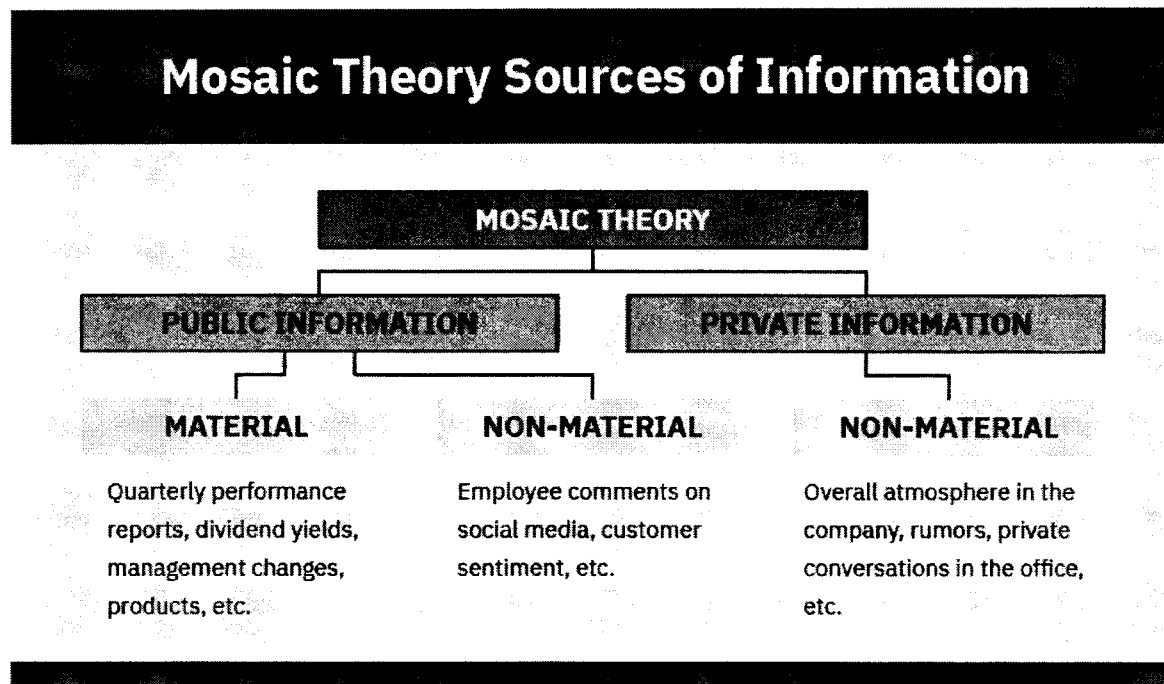 Mosaic Theory Sources of Information
MOSAIC THEORY
PUBLIC INFORMATION
PRIVATE INFORMATION
MATERIAL
NON-MATERIAL
NON-MATERIAL
Quarterly performance
reports, dividend yields,
management changes,
products, etc.
Employee comments on
social media, customer
sentiment, etc.
Overall atmosphere in the
company, rumors, private
conversations in the office,
etc.